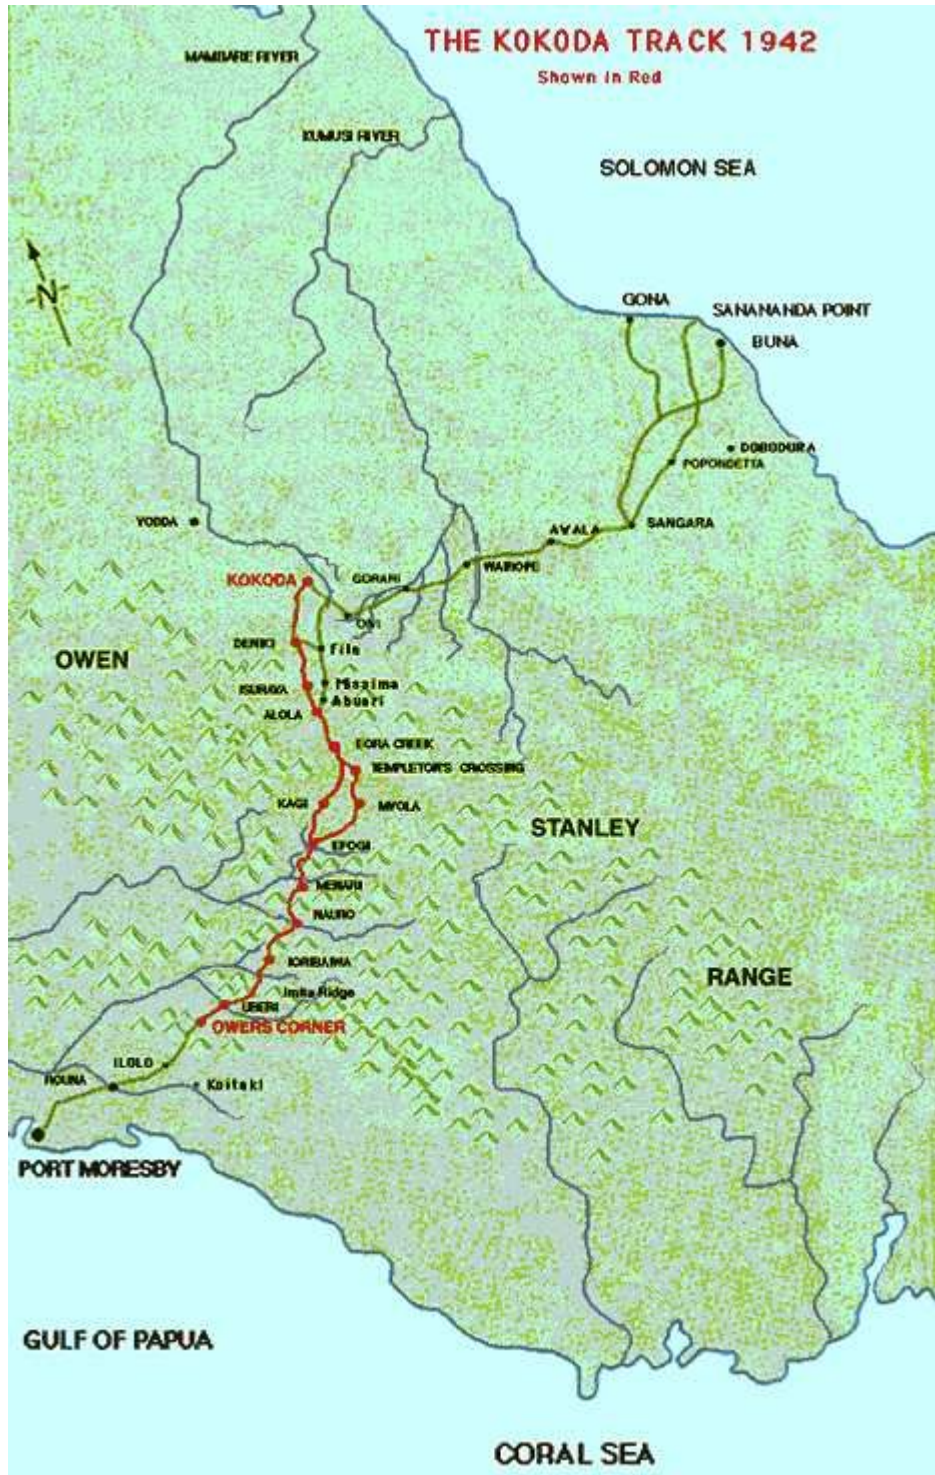 THE KOKODA TRACK 1942
Shown in Red
MAMBARE RIVER
KUMUSI RIVER
SOLOMON SEA
N
GONA
SANANANDA POINT
BUNA
DOBODURA
POPONDETTA
YODDA
SANGARA
AWALA
WAIROPI
GORARI
KOKODA
OIVI
DENIKI
Filo
OWEN
Missima
ISURAVA
Abuari
ALOLA
EORA CREEK
TEMPLETON'S CROSSING
KAGI
MYOLA
STANLEY
EFOGI
MENARI
NAURO
IORIBAIWA
RANGE
Imita Ridge
UBERI
OWERS CORNER
ILOLO
ROUNA
Koitaki
PORT MORESBY
GULF OF PAPUA
CORAL SEA